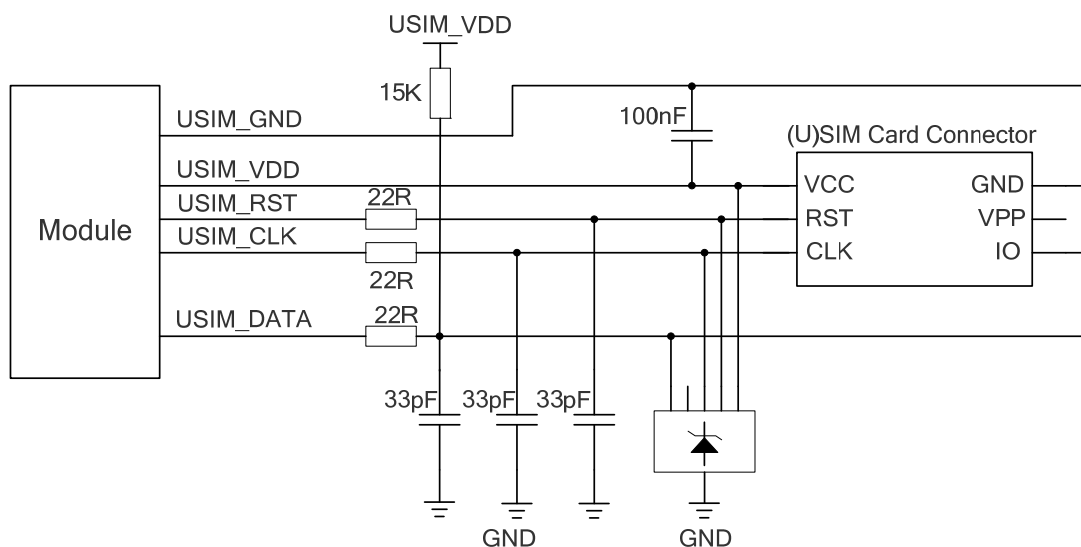 USIM_VDD
15K
100nF
USIM_GND
(U)SIM Card Connector
USIM_VDD
VCC
GND
USIM_RST
22R
RST
VPP
Module
USIM_CLK
22R
CLK
IO
USIM_DATA
22R
33pF
33pF
33pF
GND
GND